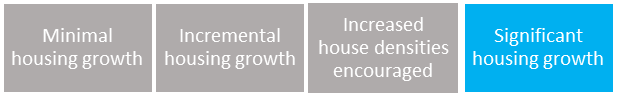 Minimal
housing growth
Incremental
housing growth
Increased
house densities
encouraged
Significant
housing growth